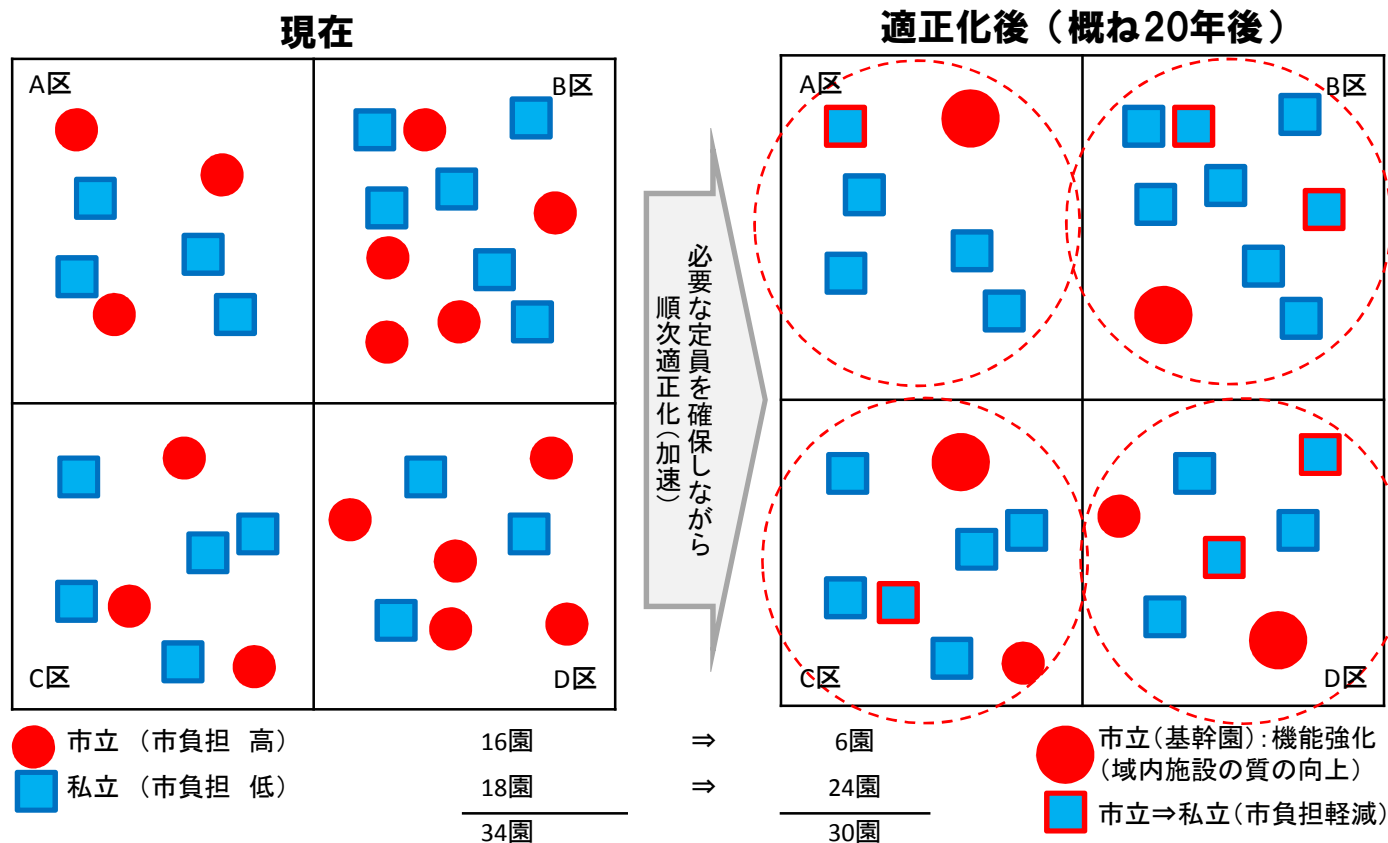 現在
適正化後（概ね20年後）
A区
B区
C区
D区
必要な定員を確保しながら
順次適正化（加速）
A区
B区
C区
D区
市立 （市負担 高）
16園
⇒
6園
私立 （市負担 低）
18園
⇒
24園
34園
30園
市立（基幹園）：機能強化
（域内施設の質の向上）
市立⇒私立（市負担軽減）